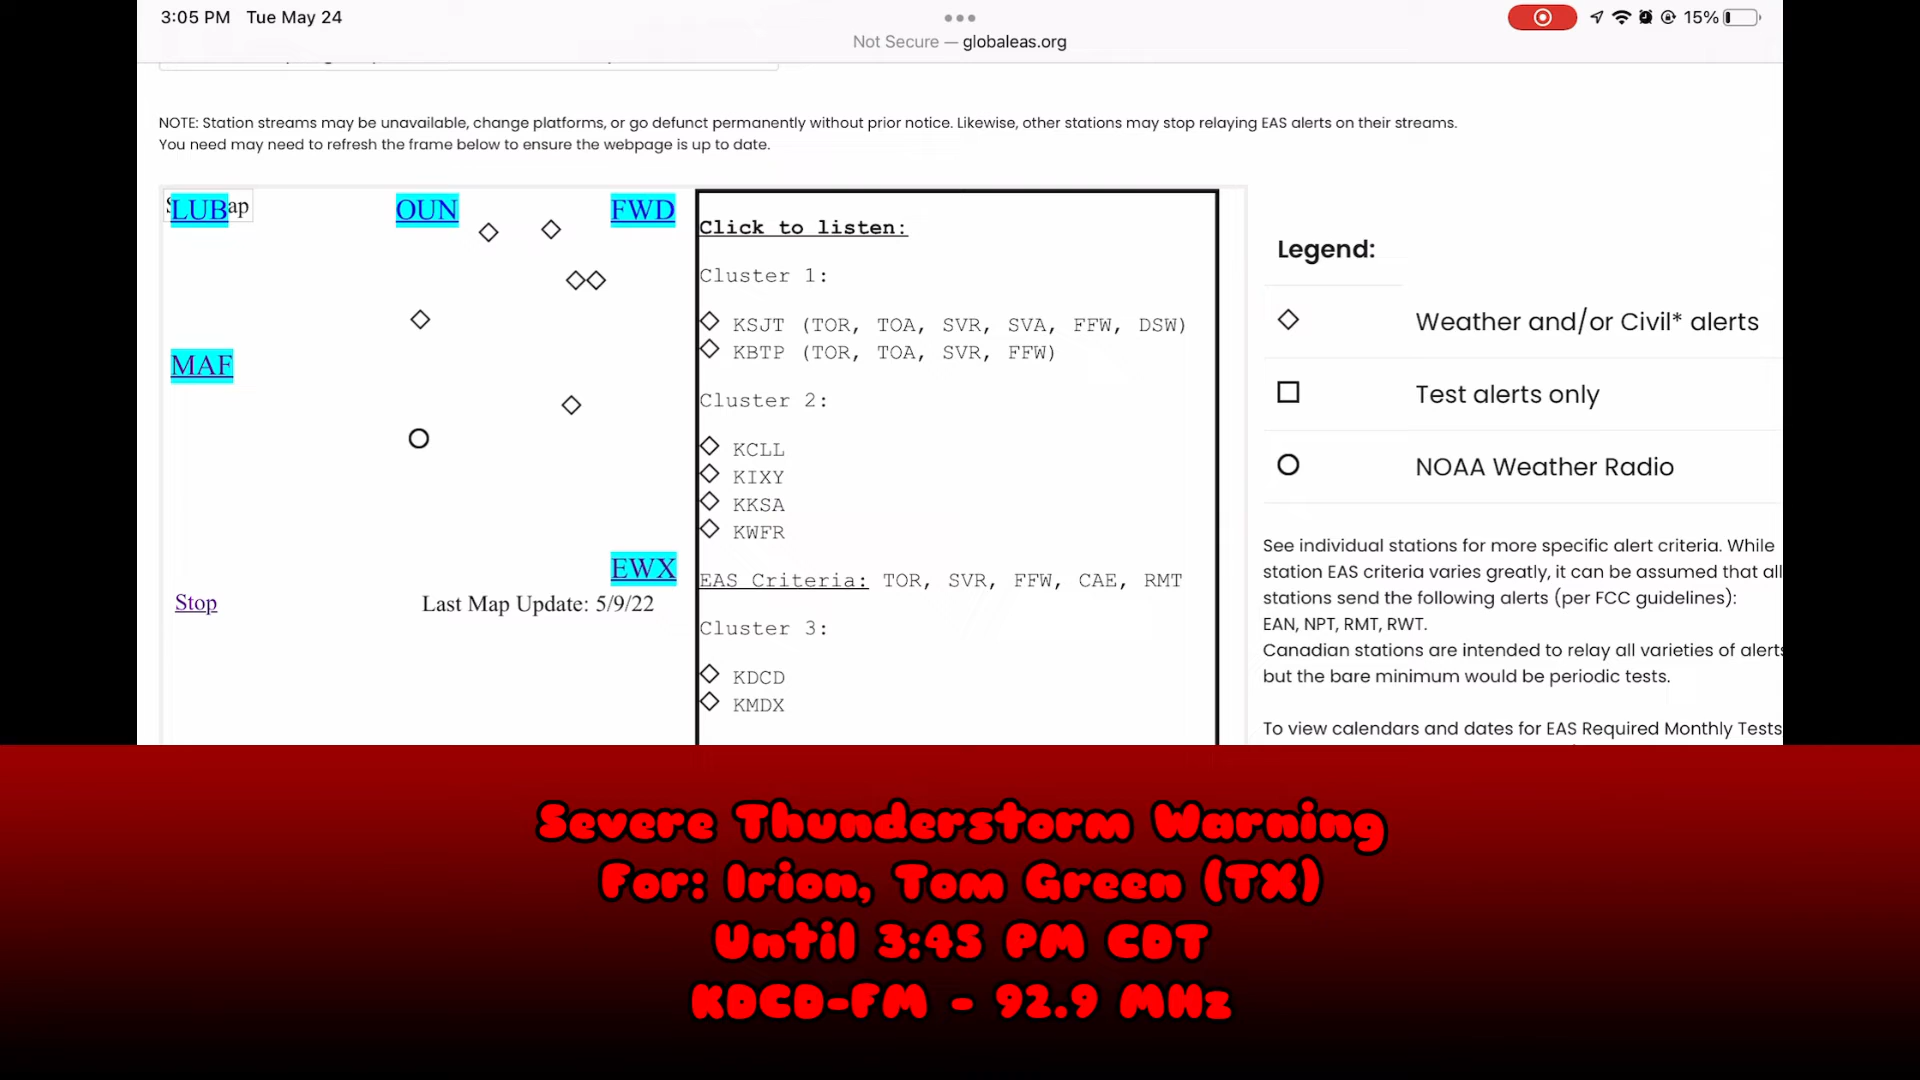 3:05 PM Tue May 24
15%
Not Secure — globaleas.org
NOTE: Station streams may be unavailable, change platforms, or go defunct permanently without prior notice. Likewise, other stations may stop relaying EAS alerts on their streams.
You need may need to refresh the frame below to ensure the webpage is up to date.
LUB
OUN
FWD
MAF
EWX
Stop
Last Map Update: 5/9/22
Click to listen:
Cluster 1:
KSJT (TOR, TOA, SVR, SVA, FFW, DSW)
KBTP (TOR, TOA, SVR, FFW)
Cluster 2:
KCLL
KIXY
KKSA
KWFR
EAS Criteria: TOR, SVR, FFW, CAE, RMT
Cluster 3:
KDCD
KMDX
Legend:
Weather and/or Civil* alerts
Test alerts only
NOAA Weather Radio
See individual stations for more specific alert criteria. While
station EAS criteria varies greatly, it can be assumed that all
stations send the following alerts (per FCC guidelines):
EAN, NPT, RMT, RWT.
Canadian stations are intended to relay all varieties of alerts
but the bare minimum would be periodic tests.
To view calendars and dates for EAS Required Monthly Tests
Severe Thunderstorm Warning
For: Irion, Tom Green (TX)
Until 3:45 PM CDT
KDCD-FM - 92.9 MHz